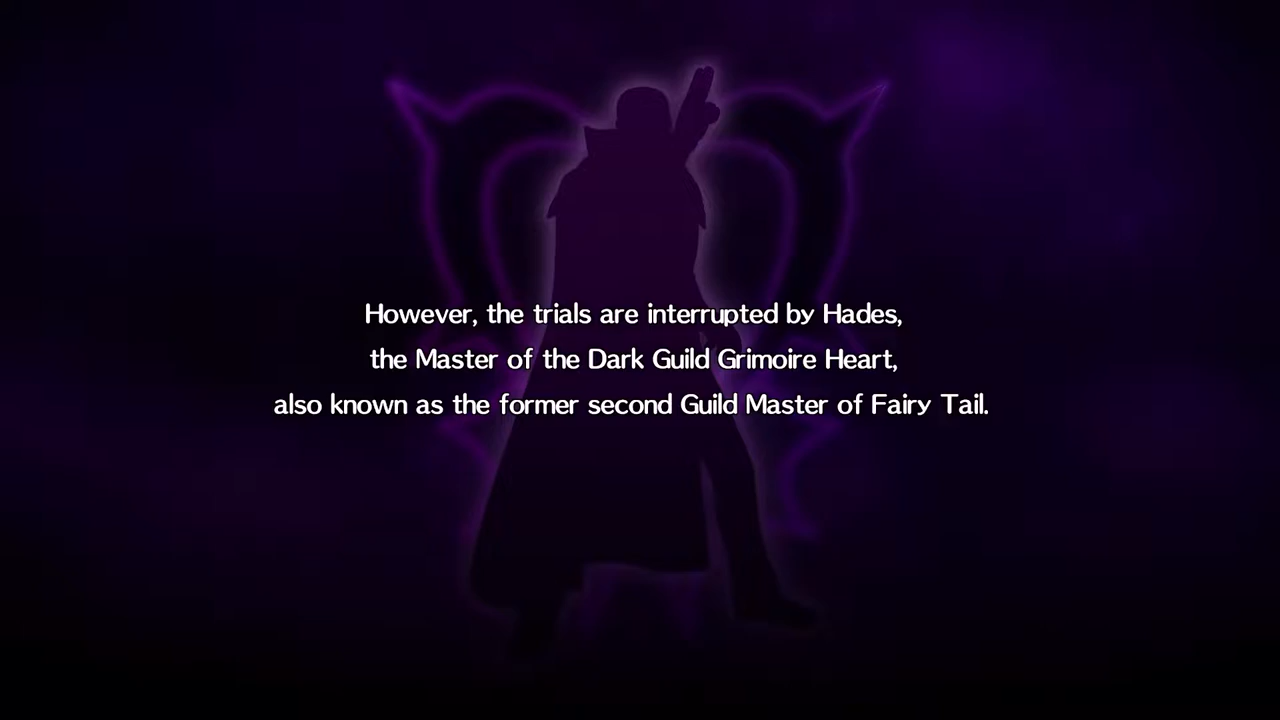 However, the trials are interrupted by Hades,
the Master of the Dark Guild Grimoire Heart,
also known as the former second Guild Master of Fairy Tail.